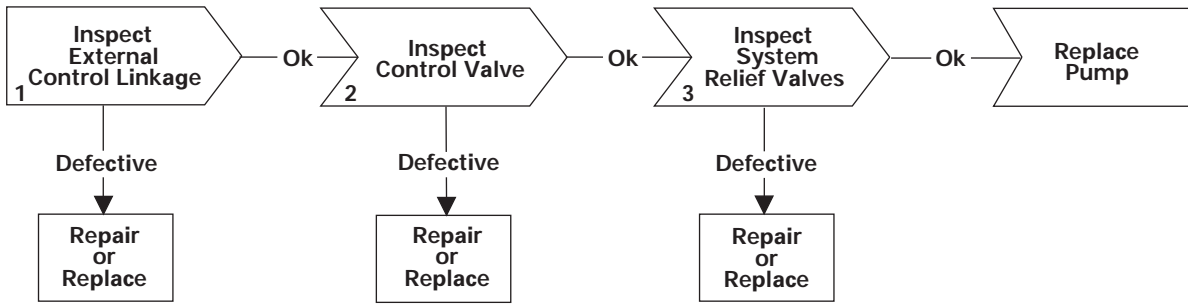 Inspect
External
Control Linkage
1
Ok
Inspect
Control Valve
2
Ok
Inspect
System
Relief Valves
3
Ok
Replace
Pump
Defective
Defective
Defective
Repair
or
Replace
Repair
or
Replace
Repair
or
Replace